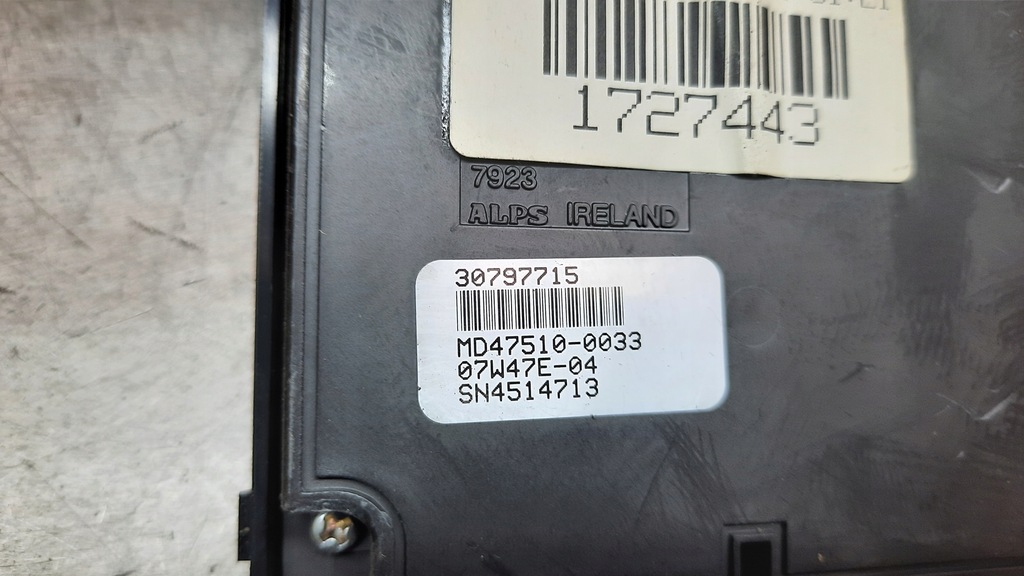 1727443
7923
ALPS IRELAND
30797715
MD47510-0033
07W47E-04
SN4514713